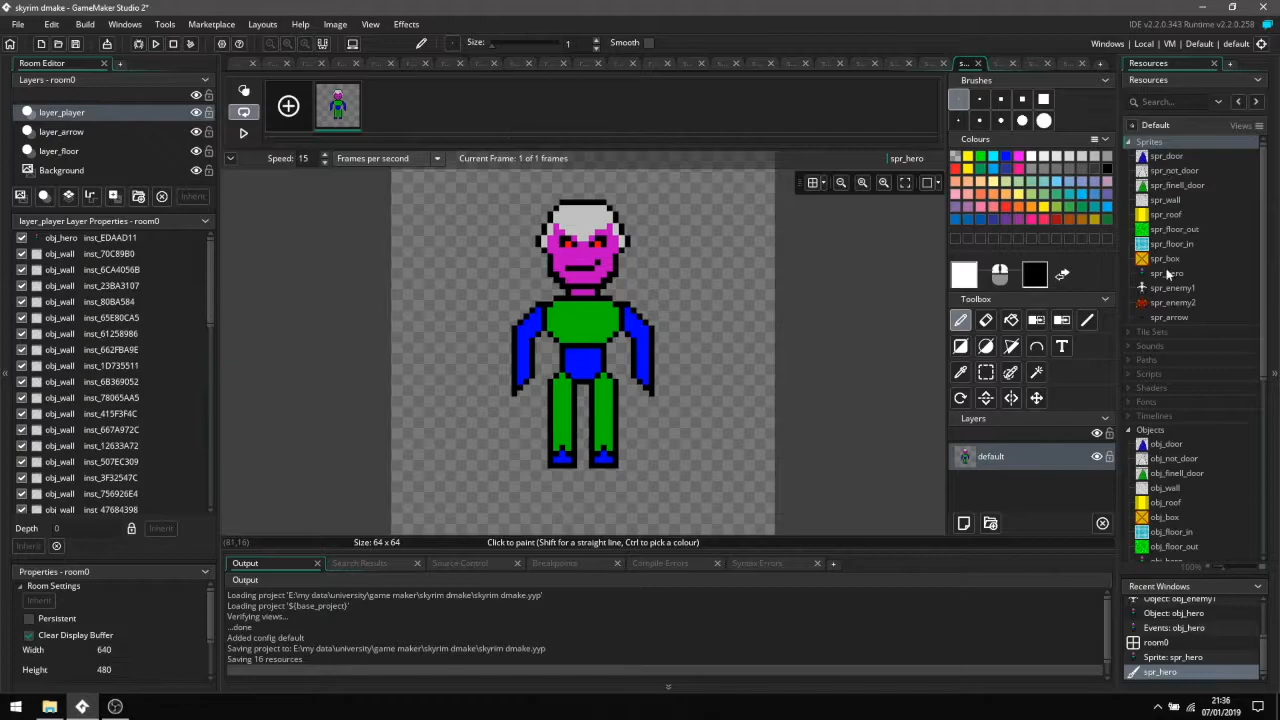 skyrim dmake - GameMaker Studio 2*
File Edit Build Windows Tools Marketplace Layouts Help Image View Effects
IDE v2.2.0.343 Runtime v2.2.0.258
Size: 1 Smooth
Windows | Local | VM | Default | default
Room Editor
s...
Resources
Layers - room0
layer_player
layer_arrow
layer_floor
Background
Inherit
layer_player Layer Properties - room0
obj_hero inst_EDAAD11
obj_wall inst_70C89B0
obj_wall inst_6CA4056B
obj_wall inst_23BA3107
obj_wall inst_80BA584
obj_wall inst_65E80CA5
obj_wall inst_61258986
obj_wall inst_662FBA9E
obj_wall inst_1D735511
obj_wall inst_6B369052
obj_wall inst_78065AA5
obj_wall inst_415F3F4C
obj_wall inst_667A972C
obj_wall inst_12633A72
obj_wall inst_507EC309
obj_wall inst_3F32547C
obj_wall inst_756926E4
obj_wall inst_47684398
Depth 0 Inherit
Inherit
Properties - room0
Room Settings
Inherit
Persistent
Clear Display Buffer
Width 640
Height 480
Speed: 15 Frames per second Current Frame: 1 of 1 frames spr_hero
(81,16) Size: 64 x 64 Click to paint (Shift for a straight line, Ctrl to pick a colour)
Output Search Results Source Control Breakpoints Compile Errors Syntax Errors
Output
Loading project 'E:\my data\university\game maker\skyrim dmake\skyrim dmake.yyp'
Loading project '${base_project}'
Verifying views...
...done
Added config default
Saving project to: E:\my data\university\game maker\skyrim dmake\skyrim dmake.yyp
Saving 16 resources
Brushes
Colours
Toolbox
T
Layers
default
Resources
Search...
Default Views
Sprites
spr_door
spr_not_door
spr_finell_door
spr_wall
spr_roof
spr_floor_out
spr_floor_in
spr_box
spr_hero
spr_enemy1
spr_enemy2
spr_arrow
Tile Sets
Sounds
Paths
Scripts
Shaders
Fonts
Timelines
Objects
obj_door
obj_not_door
obj_finell_door
obj_wall
obj_roof
obj_box
obj_floor_in
obj_floor_out
100%
Recent Windows
Object: obj_enemy1
Object: obj_hero
Events: obj_hero
room0
Sprite: spr_hero
spr_hero
21:36
07/01/2019